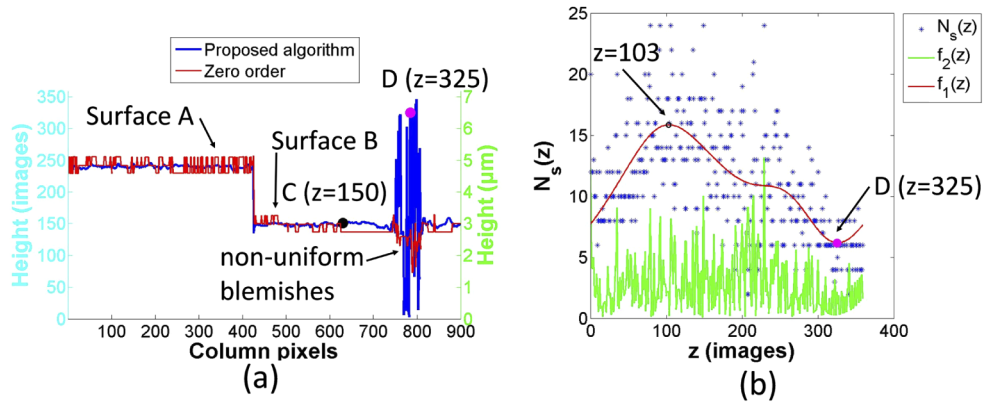 Proposed algorithm
Zero order
D (z=325)
Surface A
Surface B
C (z=150)
non-uniform
blemishes
Height (images)
350
300
250
200
150
100
50
0
Height (µm)
7
6
5
4
3
2
1
0
100 200 300 400 500 600 700 800 900
Column pixels
(a)
N_s(z)
f_2(z)
f_1(z)
z=103
D (z=325)
N_s(z)
25
20
15
10
5
0
0 100 200 300 400
z (images)
(b)